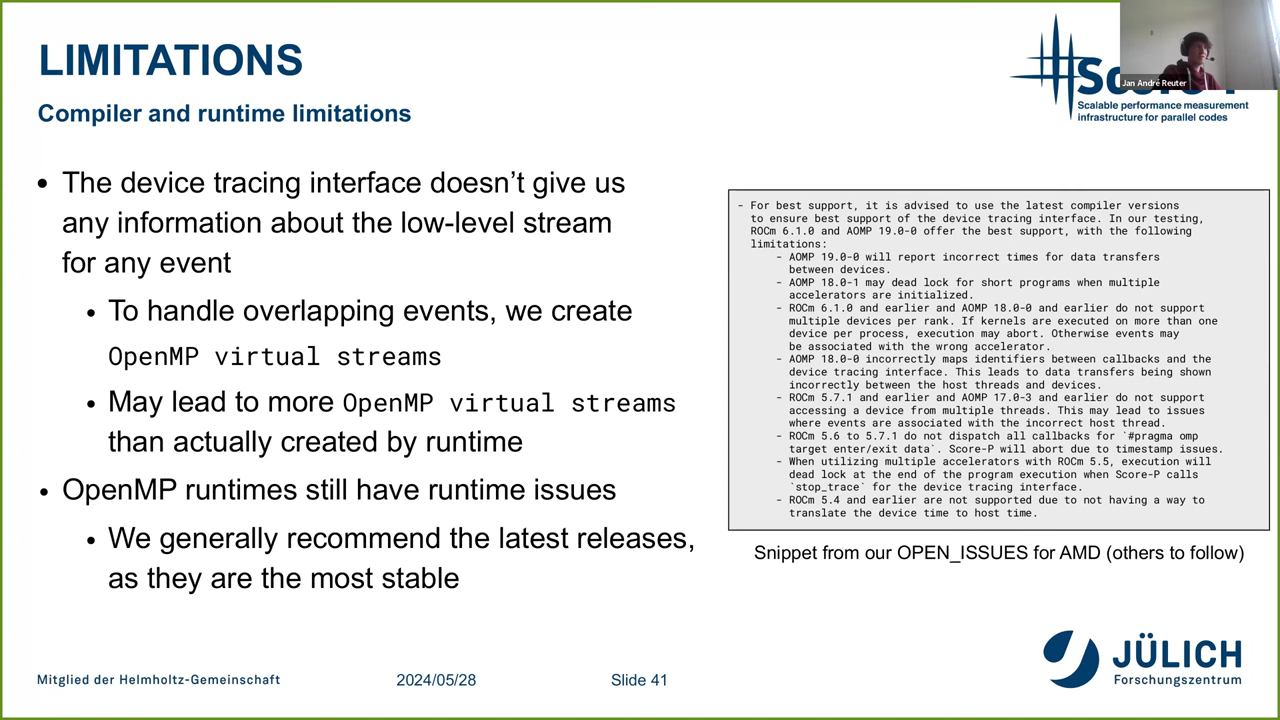 LIMITATIONS
Compiler and runtime limitations
Jan André Reuter
Scalable performance measurement
infrastructure for parallel codes
• The device tracing interface doesn’t give us
any information about the low-level stream
for any event
• To handle overlapping events, we create
OpenMP virtual streams
• May lead to more OpenMP virtual streams
than actually created by runtime
• OpenMP runtimes still have runtime issues
• We generally recommend the latest releases,
as they are the most stable
- For best support, it is advised to use the latest compiler versions
to ensure best support of the device tracing interface. In our testing,
ROCm 6.1.0 and AOMP 19.0-0 offer the best support, with the following
limitations:
- AOMP 19.0-0 will report incorrect times for data transfers
between devices.
- AOMP 18.0-1 may dead lock for short programs when multiple
accelerators are initialized.
- ROCm 6.1.0 and earlier and AOMP 18.0-0 and earlier do not support
multiple devices per rank. If kernels are executed on more than one
device per process, execution may abort. Otherwise events may
be associated with the wrong accelerator.
- AOMP 18.0-0 incorrectly maps identifiers between callbacks and the
device tracing interface. This leads to data transfers being shown
incorrectly between the host threads and devices.
- ROCm 5.7.1 and earlier and AOMP 17.0-3 and earlier do not support
accessing a device from multiple threads. This may lead to issues
where events are associated with the incorrect host thread.
- ROCm 5.6 to 5.7.1 do not dispatch all callbacks for `#pragma omp
target enter/exit data`. Score-P will abort due to timestamp issues.
- When utilizing multiple accelerators with ROCm 5.5, execution will
dead lock at the end of the program execution when Score-P calls
`stop_trace` for the device tracing interface.
- ROCm 5.4 and earlier are not supported due to not having a way to
translate the device time to host time.
Snippet from our OPEN_ISSUES for AMD (others to follow)
Mitglied der Helmholtz-Gemeinschaft
2024/05/28
Slide 41
JÜLICH
Forschungszentrum